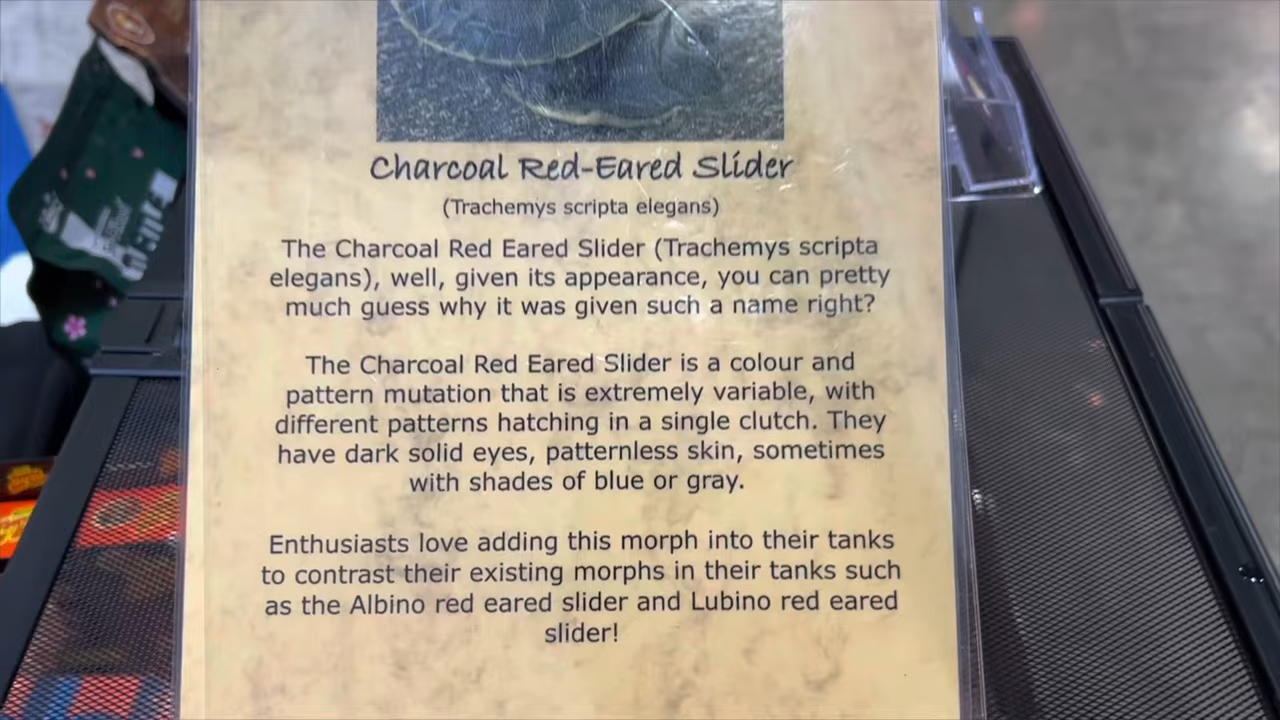 Charcoal Red-Eared Slider
(Trachemys scripta elegans)
The Charcoal Red Eared Slider (Trachemys scripta
elegans), well, given its appearance, you can pretty
much guess why it was given such a name right?
The Charcoal Red Eared Slider is a colour and
pattern mutation that is extremely variable, with
different patterns hatching in a single clutch. They
have dark solid eyes, patternless skin, sometimes
with shades of blue or gray.
Enthusiasts love adding this morph into their tanks
to contrast their existing morphs in their tanks such
as the Albino red eared slider and Lubino red eared
slider!